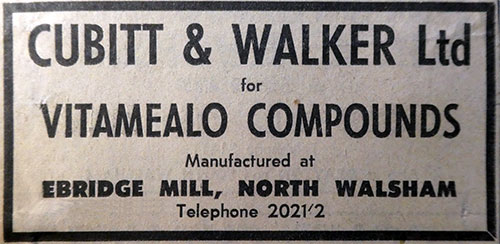 CUBITT & WALKER Ltd
for
VITAMEALO COMPOUNDS
Manufactured at
EBRIDGE MILL, NORTH WALSHAM
Telephone 2021/2